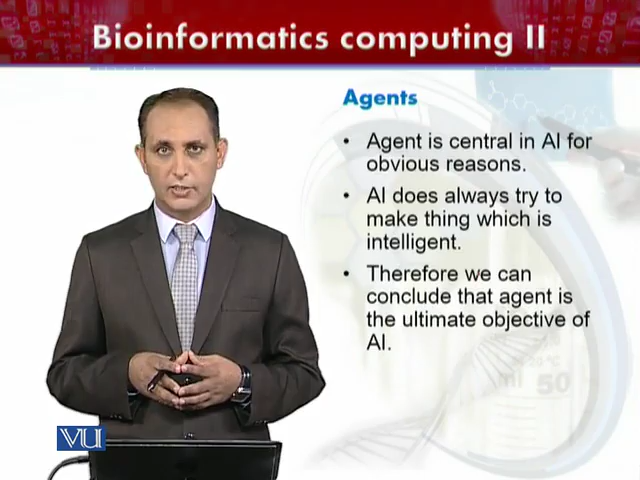 Bioinformatics computing II
Agents
• Agent is central in AI for
obvious reasons.
• AI does always try to
make thing which is
intelligent.
• Therefore we can
conclude that agent is
the ultimate objective of
AI.
50
VU